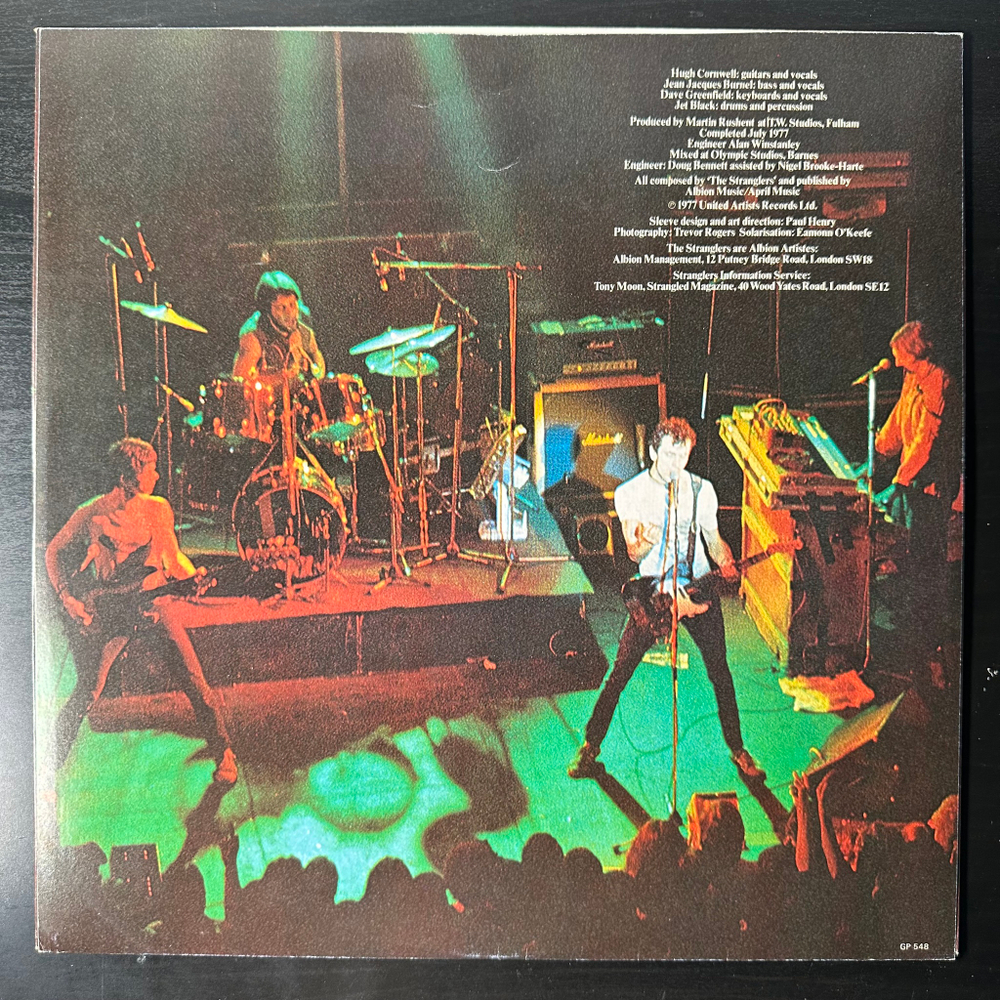 Hugh Cornwell: guitars and vocals
Jean Jacques Burnel: bass and vocals
Dave Greenfield: keyboards and vocals
Jet Black: drums and percussion
Produced by Martin Rushent at T.W. Studios, Fulham
Completed July 1977
Engineer Alan Winstanley
Mixed at Olympic Studios, Barnes
Engineer: Doug Bennett assisted by Nigel Brooke-Harte
All composed by 'The Stranglers' and published by
Albion Music/April Music
© 1977 United Artists Records Ltd.
Sleeve design and art direction: Paul Henry
Photography: Trevor Rogers Solarisation: Eamonn O'Keefe
The Stranglers are Albion Artistes:
Albion Management, 12 Putney Bridge Road, London SW18
Stranglers Information Service:
Tony Moon, Strangled Magazine, 40 Wood Yates Road, London SE12
Marshall
Marshall
GP 548